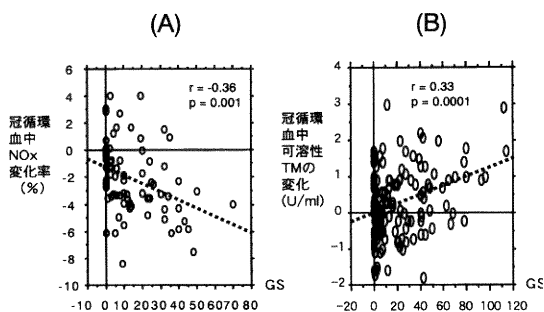 (A)
(B)
冠循環
血中
NOx
変化率
(%)
6
4
2
0
-2
-4
-6
-8
-10
r = -0.36
p = 0.001
-10 0 10 20 30 40 50 60 70 80
GS
冠循環
血中
可溶性
TMの
変化
(U/ml)
4
3
2
1
0
-1
-2
r = 0.33
p = 0.0001
-20 0 20 40 60 80 100 120
GS